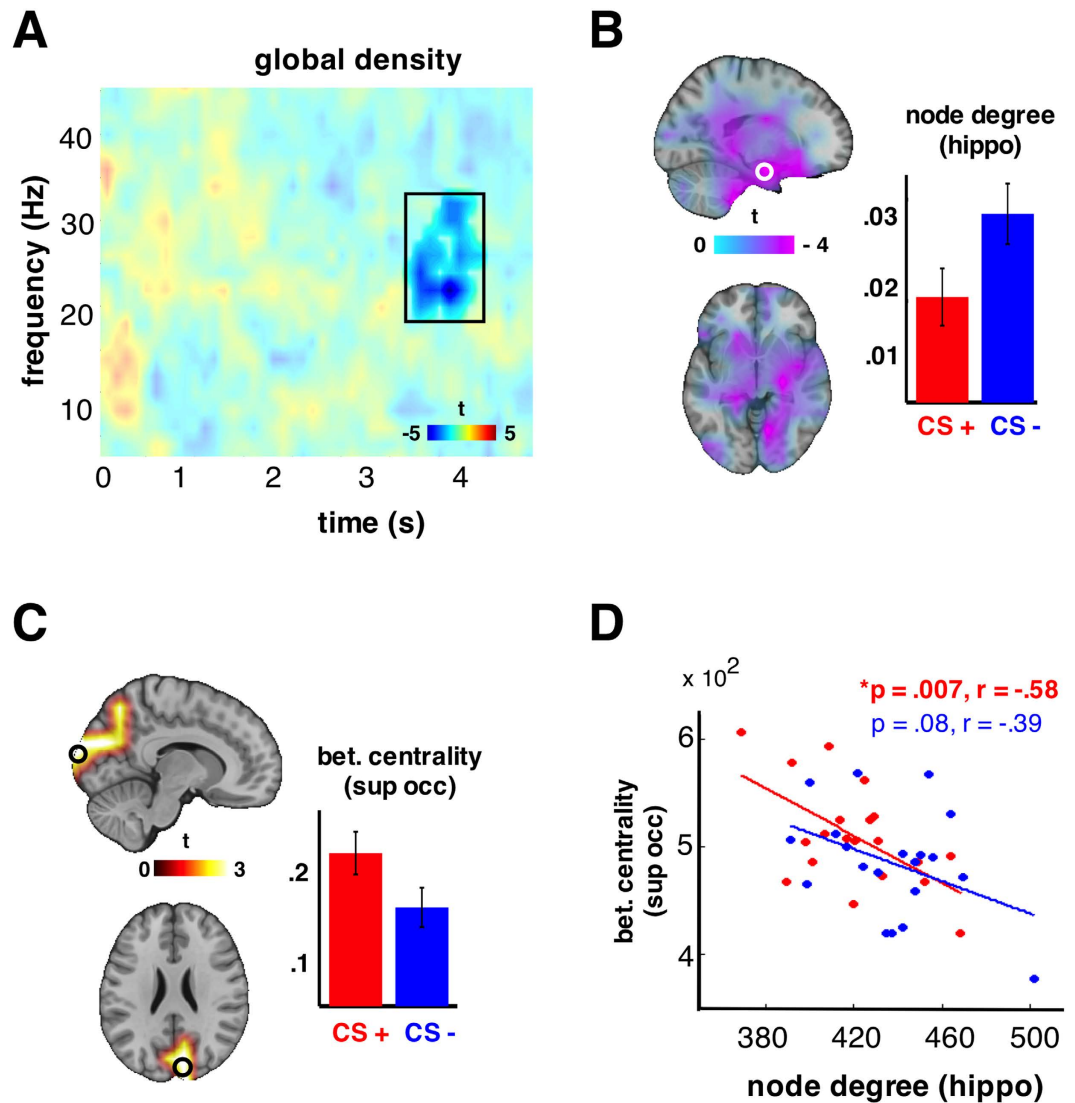 A
global density
frequency (Hz)
40
30
20
10
t
-5 5
0 1 2 3 4
time (s)
B
node degree
(hippo)
t
0 - 4
.03
.02
.01
CS + CS -
C
bet. centrality
(sup occ)
t
0 3
.2
.1
CS + CS -
D
x 10²
*p = .007, r = -.58
p = .08, r = -.39
bet. centrality
(sup occ)
6
5
4
380 420 460 500
node degree (hippo)